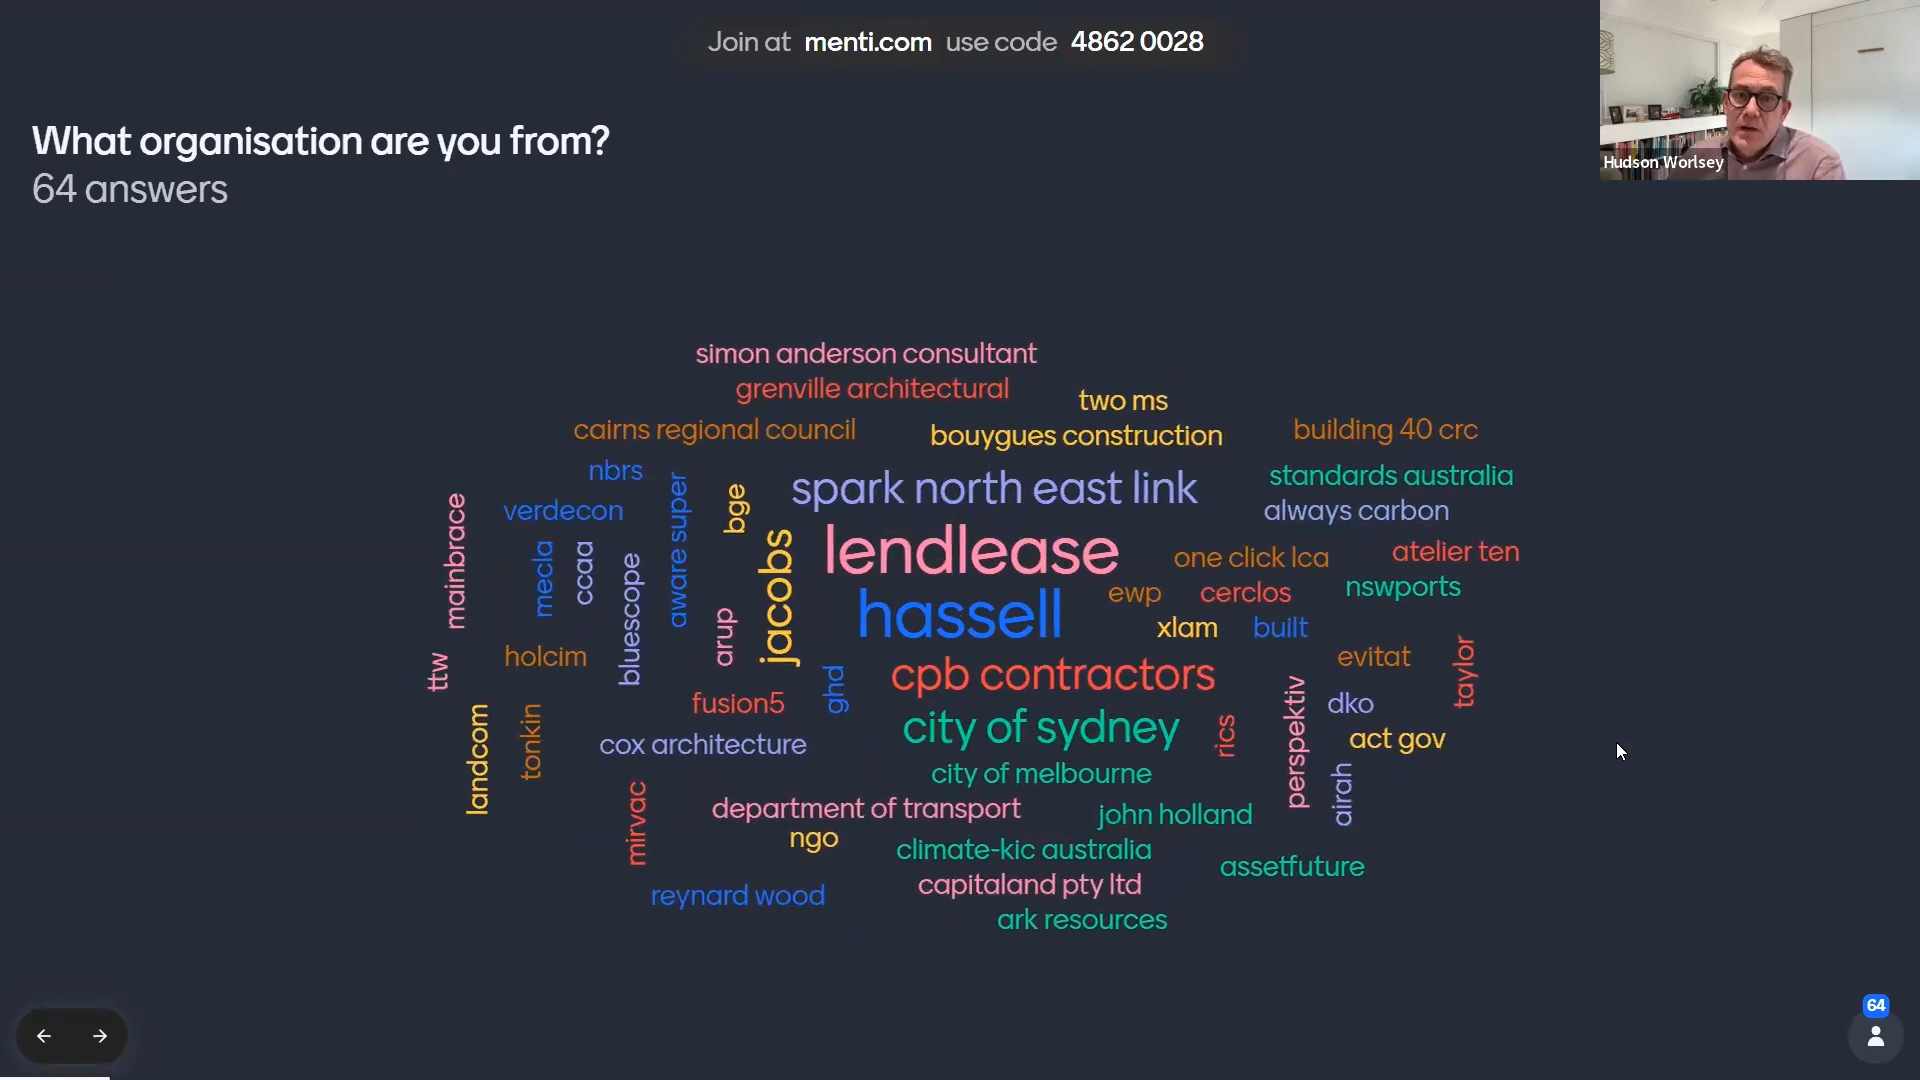 Join at menti.com use code 4862 0028
Hudson Worlsey
What organisation are you from?
64 answers
simon anderson consultant
grenville architectural
two ms
cairns regional council
bouygues construction
building 40 crc
nbrs
spark north east link
standards australia
mainbrace
verdecon
aware super
bge
always carbon
mecla
ccaa
bluescope
arup
jacobs
lendlease
one click lca
atelier ten
hassell
ewp
cerclos
nswports
xlam
built
ttw
holcim
ghd
cpb contractors
evitat
taylor
landcom
tonkin
fusion5
city of sydney
rics
perspektiv
dko
cox architecture
act gov
city of melbourne
airah
mirvac
department of transport
john holland
ngo
climate-kic australia
assetfuture
reynard wood
capitaland pty ltd
ark resources
64